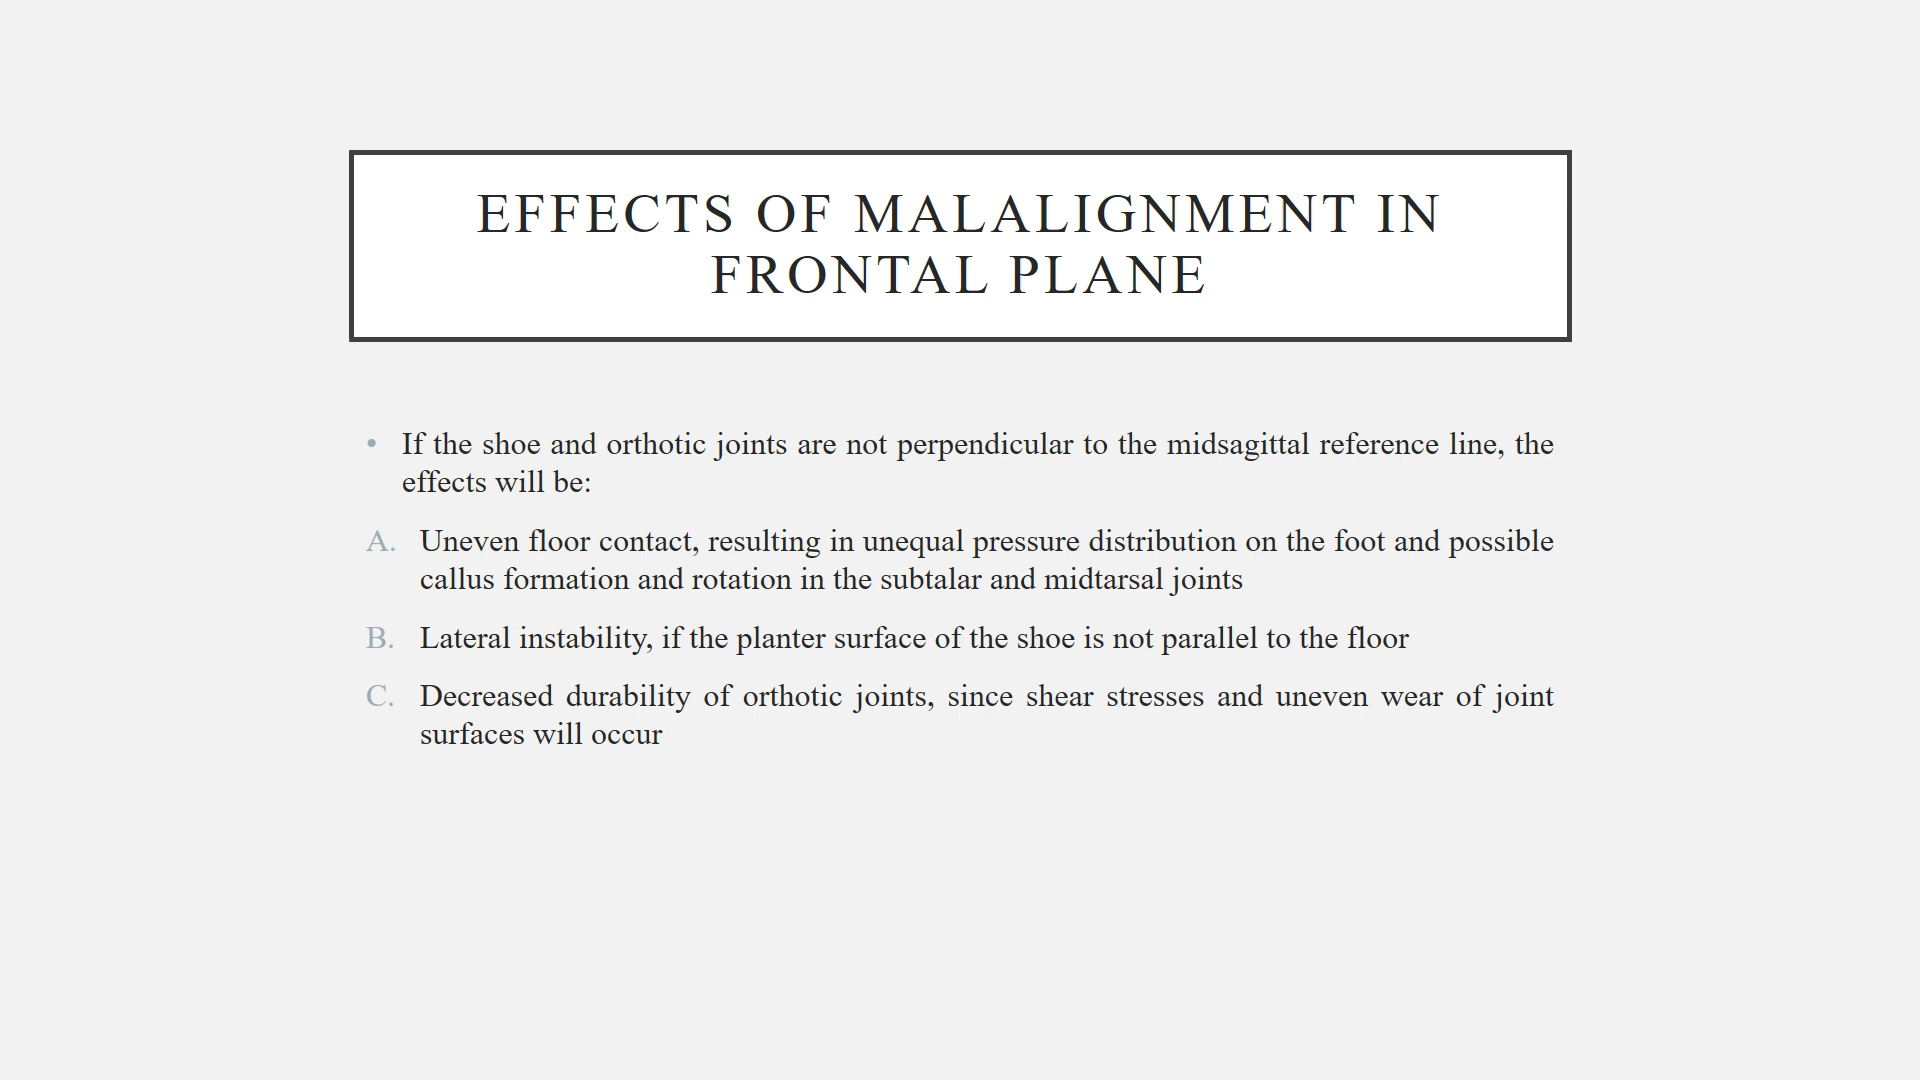 EFFECTS OF MALALIGNMENT IN
FRONTAL PLANE
• If the shoe and orthotic joints are not perpendicular to the midsagittal reference line, the
effects will be:
A. Uneven floor contact, resulting in unequal pressure distribution on the foot and possible
callus formation and rotation in the subtalar and midtarsal joints
B. Lateral instability, if the planter surface of the shoe is not parallel to the floor
C. Decreased durability of orthotic joints, since shear stresses and uneven wear of joint
surfaces will occur